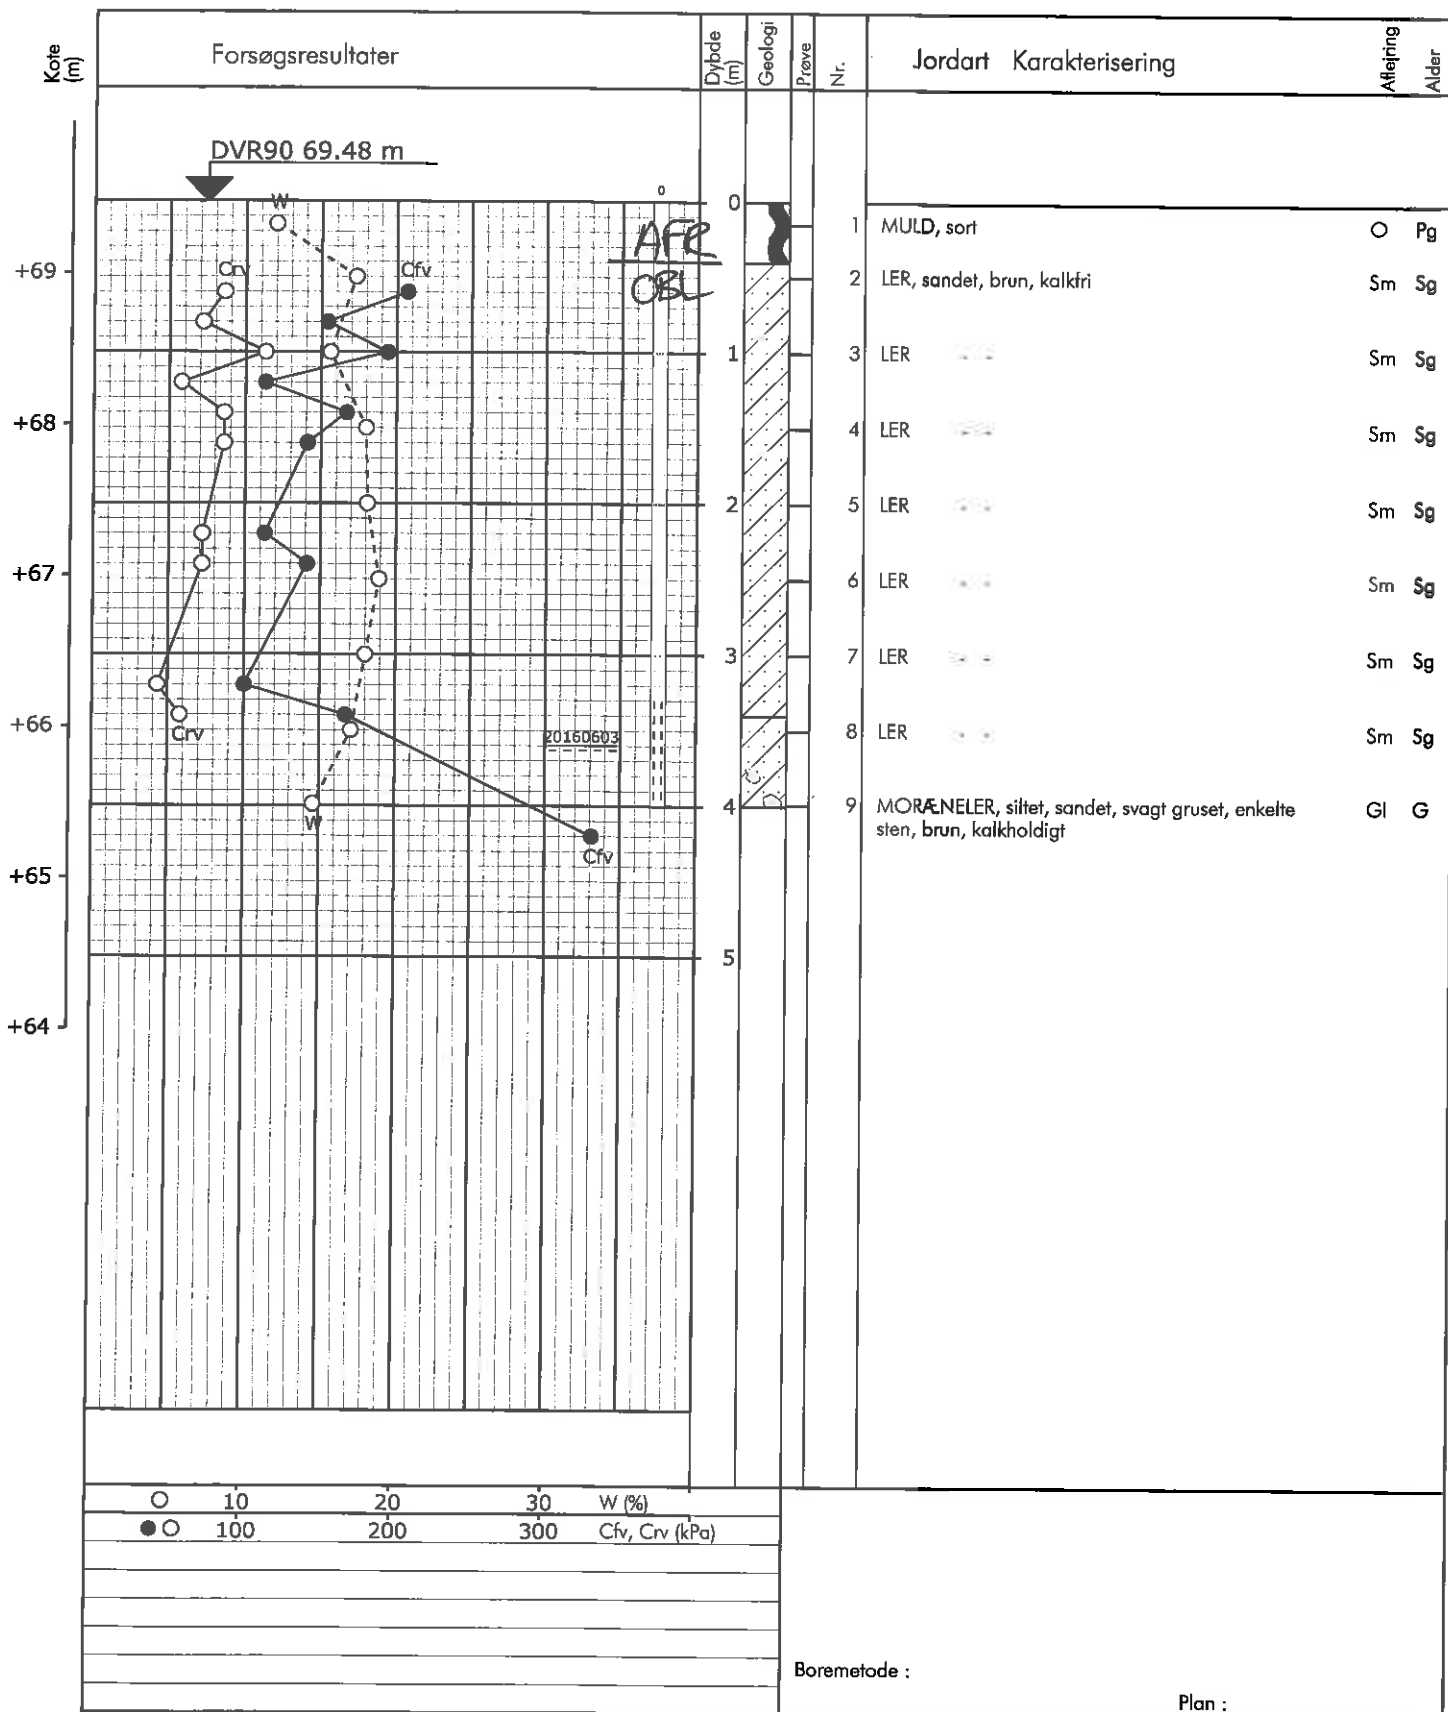 Kote (m)
Forsøgsresultater
Dybde (m)
Geologi
Prøve
Nr.
Jordart Karakterisering
Aflejring
Alder
DVR90 69.48 m
W
0
0
AFR
OBL
1 MULD, sort O Pg
+69
Crv
Cfv
2 LER, sandet, brun, kalkfri Sm Sg
1
3 LER " " Sm Sg
+68
4 LER " " Sm Sg
2
5 LER " " Sm Sg
+67
6 LER " " Sm Sg
3
7 LER " " Sm Sg
+66
Crv
20160603
8 LER " " Sm Sg
4
9 MORÆNELER, siltet, sandet, svagt gruset, enkelte Gl G
sten, brun, kalkholdigt
W
Cfv
+65
5
+64
10 20 30 W (%)
100 200 300 Cfv, Crv (kPa)
Boremetode :
Plan :